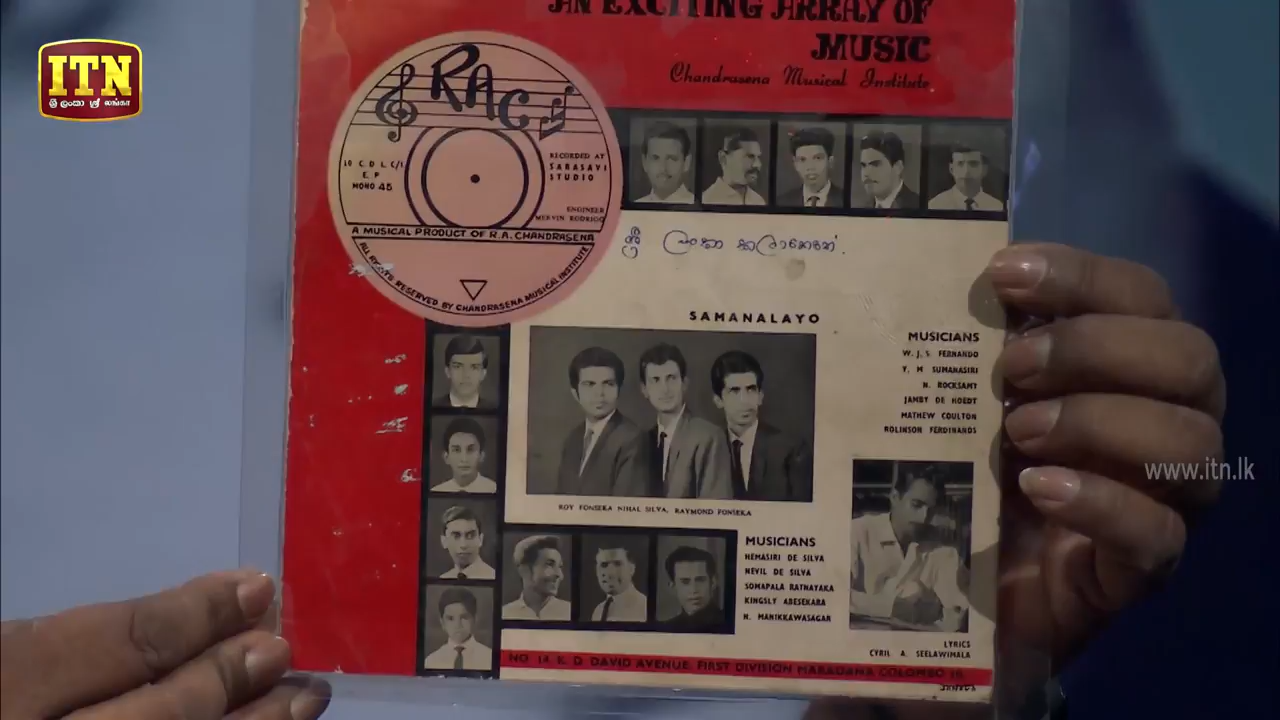 AN EXCITING ARRAY OF
MUSIC
Chandrasena Musical Institute
ITN
ශ්‍රී ලංකා ஸ்ரீ லங்கா
RAC
10 C. D. L. C/1
E. P
MONO 45
RECORDED AT
SARASAVI
STUDIO
ENGINEER
MERVIN RODRIGO
A MUSICAL PRODUCT OF R.A. CHANDRASENA
ALL RIGHTS RESERVED BY CHANDRASENA MUSICAL INSTITUTE
ශ්‍රී ලංකා
SAMANALAYO
MUSICIANS
W. J. S. FERNANDO
Y. M SUMANASIRI
N. ROCKSAMY
JAMBY DE HOEDT
MATHEW COULTON
ROLINSON FERDINANDS
www.itn.lk
ROY FONSEKA NIHAL SILVA, RAYMOND FONSEKA
MUSICIANS
HEMASIRI DE SILVA
NEVIL DE SILVA
SOMAPALA RATNAYAKA
KINGSLY ABESEKARA
H. MANIKKAWASAGAR
LYRICS
CYRIL A. SEELAWIMALA
NO. 14 K. D. DAVID AVENUE. FIRST DIVISION MARADANA COLOMBO 10.